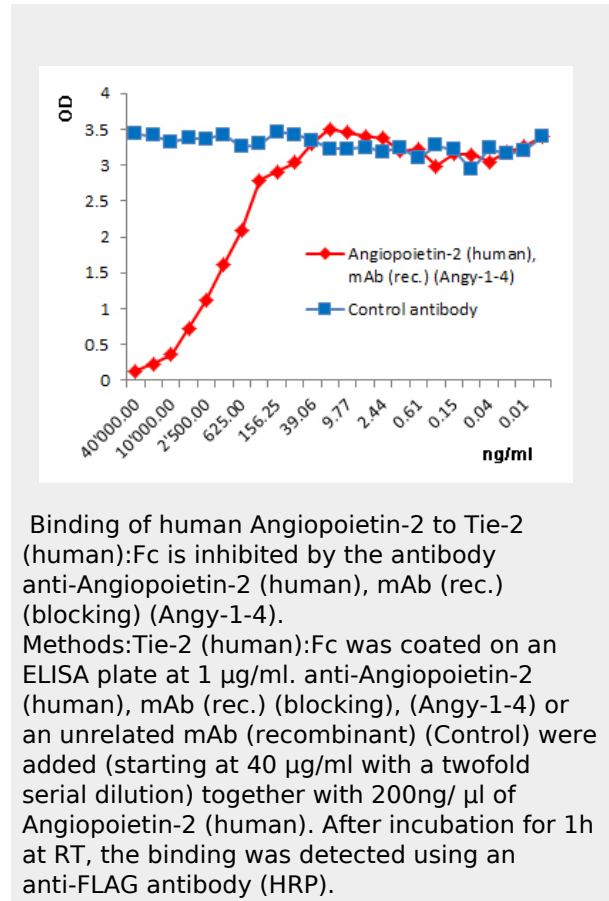 OD
4
3.5
3
2.5
2
1.5
1
0.5
0
Angiopoietin-2 (human),
mAb (rec.) (Angy-1-4)
Control antibody
40'000.00 10'000.00 2'500.00 625.00 156.25 39.06 9.77 2.44 0.61 0.15 0.04 0.01
ng/ml
Binding of human Angiopoietin-2 to Tie-2
(human):Fc is inhibited by the antibody
anti-Angiopoietin-2 (human), mAb (rec.)
(blocking) (Angy-1-4).
Methods:Tie-2 (human):Fc was coated on an
ELISA plate at 1 µg/ml. anti-Angiopoietin-2
(human), mAb (rec.) (blocking), (Angy-1-4) or
an unrelated mAb (recombinant) (Control) were
added (starting at 40 µg/ml with a twofold
serial dilution) together with 200ng/ µl of
Angiopoietin-2 (human). After incubation for 1h
at RT, the binding was detected using an
anti-FLAG antibody (HRP).